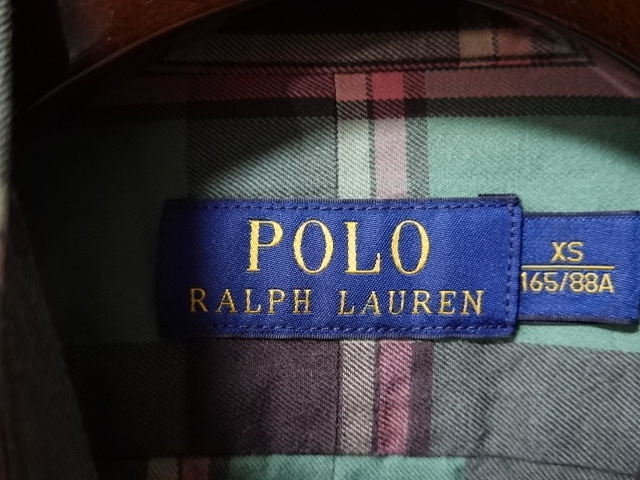 POLO
RALPH LAUREN
XS
165/88A